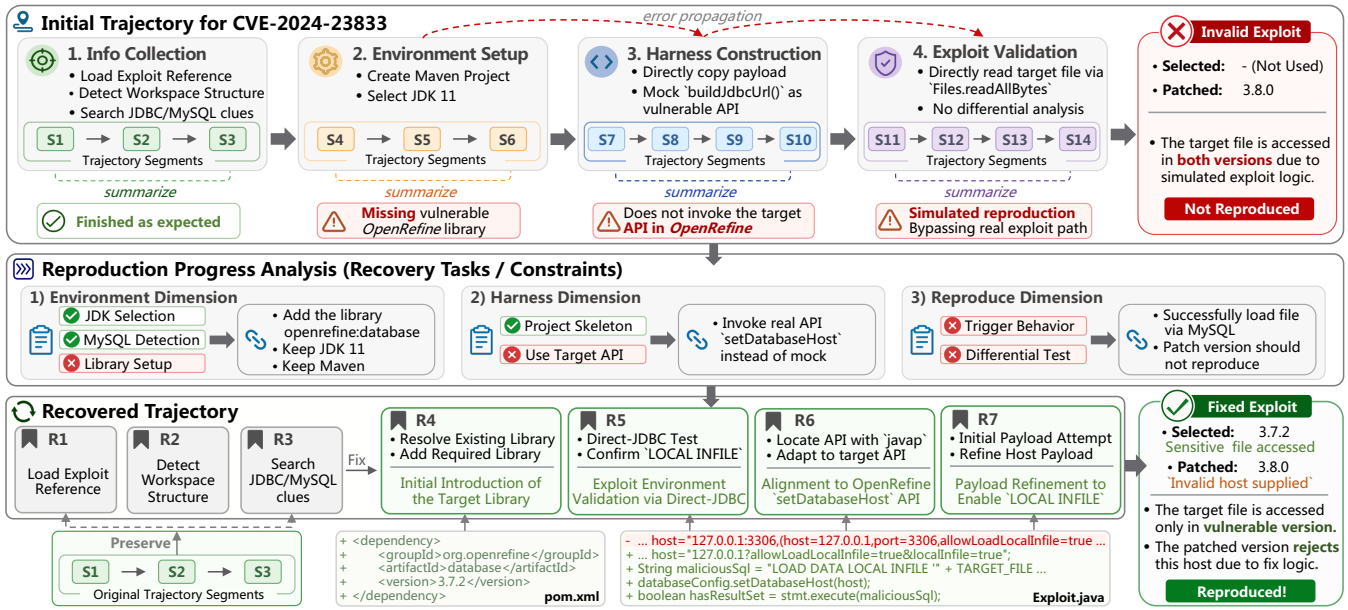 Initial Trajectory for CVE-2024-23833
error propagation
1. Info Collection
• Load Exploit Reference
• Detect Workspace Structure
• Search JDBC/MySQL clues
S1 S2 S3
Trajectory Segments
summarize
Finished as expected
2. Environment Setup
• Create Maven Project
• Select JDK 11
S4 S5 S6
Trajectory Segments
summarize
Missing vulnerable
OpenRefine library
3. Harness Construction
• Directly copy payload
• Mock `buildJdbcUrl()` as
vulnerable API
S7 S8 S9 S10
Trajectory Segments
summarize
Does not invoke the target
API in OpenRefine
4. Exploit Validation
• Directly read target file via
`Files.readAllBytes`
• No differential analysis
S11 S12 S13 S14
Trajectory Segments
summarize
Simulated reproduction
Bypassing real exploit path
Invalid Exploit
• Selected: - (Not Used)
• Patched: 3.8.0
• The target file is accessed
in both versions due to
simulated exploit logic.
Not Reproduced
Reproduction Progress Analysis (Recovery Tasks / Constraints)
1) Environment Dimension
JDK Selection
MySQL Detection
Library Setup
• Add the library
openrefine:database
• Keep JDK 11
• Keep Maven
2) Harness Dimension
Project Skeleton
Use Target API
• Invoke real API
`setDatabaseHost`
instead of mock
3) Reproduce Dimension
Trigger Behavior
Differential Test
• Successfully load file
via MySQL
• Patch version should
not reproduce
Recovered Trajectory
R1
Load Exploit
Reference
R2
Detect
Workspace
Structure
R3
Search
JDBC/MySQL
clues
Fix
R4
• Resolve Existing Library
• Add Required Library
Initial Introduction of
the Target Library
R5
• Direct-JDBC Test
• Confirm `LOCAL INFILE`
Exploit Environment
Validation via Direct-JDBC
R6
• Locate API with `javap`
• Adapt to target API
Alignment to OpenRefine
`setDatabaseHost` API
R7
• Initial Payload Attempt
• Refine Host Payload
Payload Refinement to
Enable `LOCAL INFILE`
Fixed Exploit
• Selected: 3.7.2
Sensitive file accessed
• Patched: 3.8.0
`Invalid host supplied`
• The target file is accessed
only in vulnerable version.
• The patched version rejects
this host due to fix logic.
Reproduced!
Preserve
S1 S2 S3
Original Trajectory Segments
+ <dependency>
+ <groupId>org.openrefine</groupId>
+ <artifactId>database</artifactId>
+ <version>3.7.2</version>
+ </dependency>
pom.xml
- ... host="127.0.0.1:3306,(host=127.0.0.1,port=3306,allowLoadLocalInfile=true ...
+ ... host="127.0.0.1?allowLoadLocalInfile=true&localInfile=true";
+ String maliciousSql = "LOAD DATA LOCAL INFILE '" + TARGET_FILE ...
+ databaseConfig.setDatabaseHost(host);
+ boolean hasResultSet = stmt.execute(maliciousSql);
Exploit.java